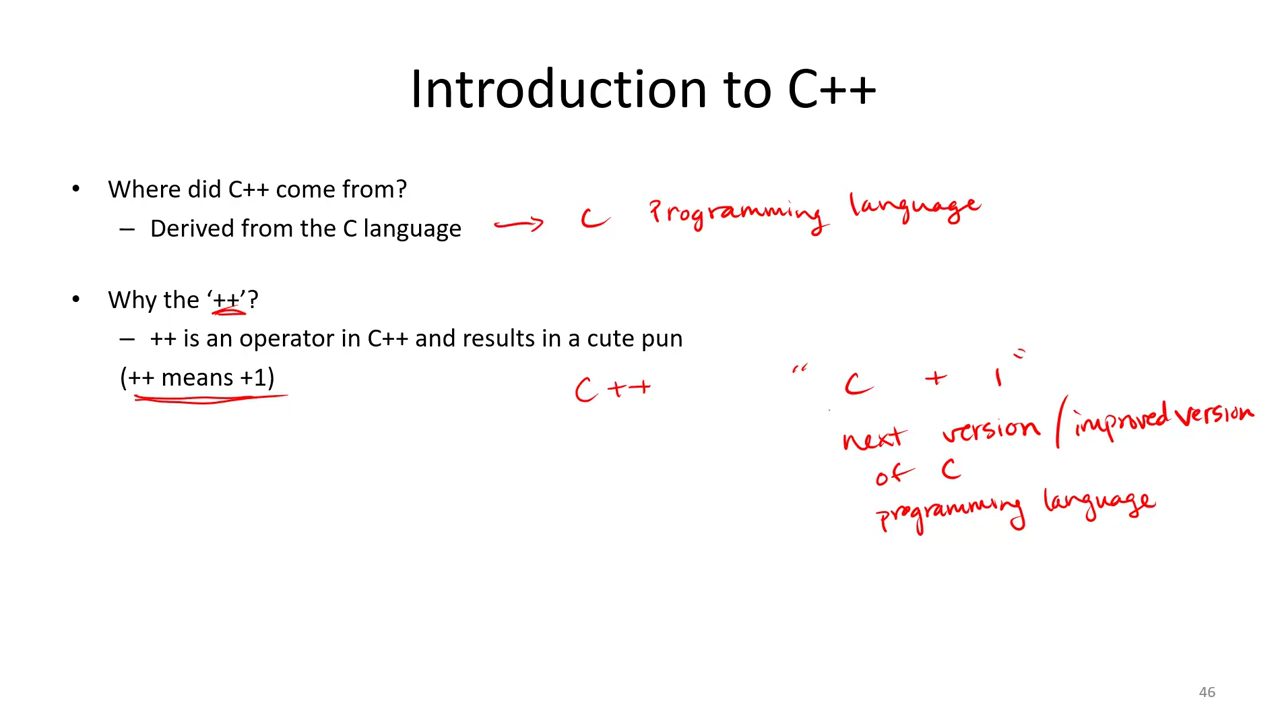 Introduction to C++
• Where did C++ come from?
– Derived from the C language → C Programming language
• Why the ‘++’?
– ++ is an operator in C++ and results in a cute pun
(++ means +1)
C ++
“ C + 1 ”
next version / improved version
of C
programming language
46